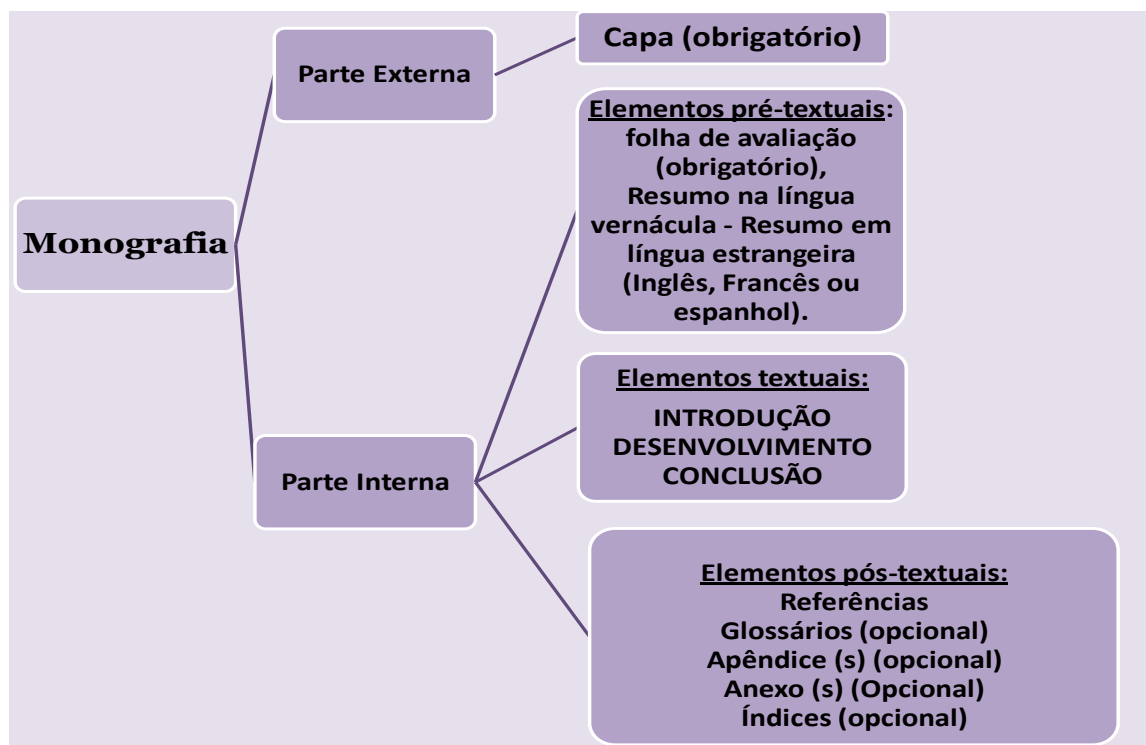 Monografia
Parte Externa
Capa (obrigatório)
Parte Interna
Elementos pré-textuais:
folha de avaliação
(obrigatório),
Resumo na língua
vernácula - Resumo em
língua estrangeira
(Inglês, Francês ou
espanhol).
Elementos textuais:
INTRODUÇÃO
DESENVOLVIMENTO
CONCLUSÃO
Elementos pós-textuais:
Referências
Glossários (opcional)
Apêndice (s) (opcional)
Anexo (s) (Opcional)
Índices (opcional)